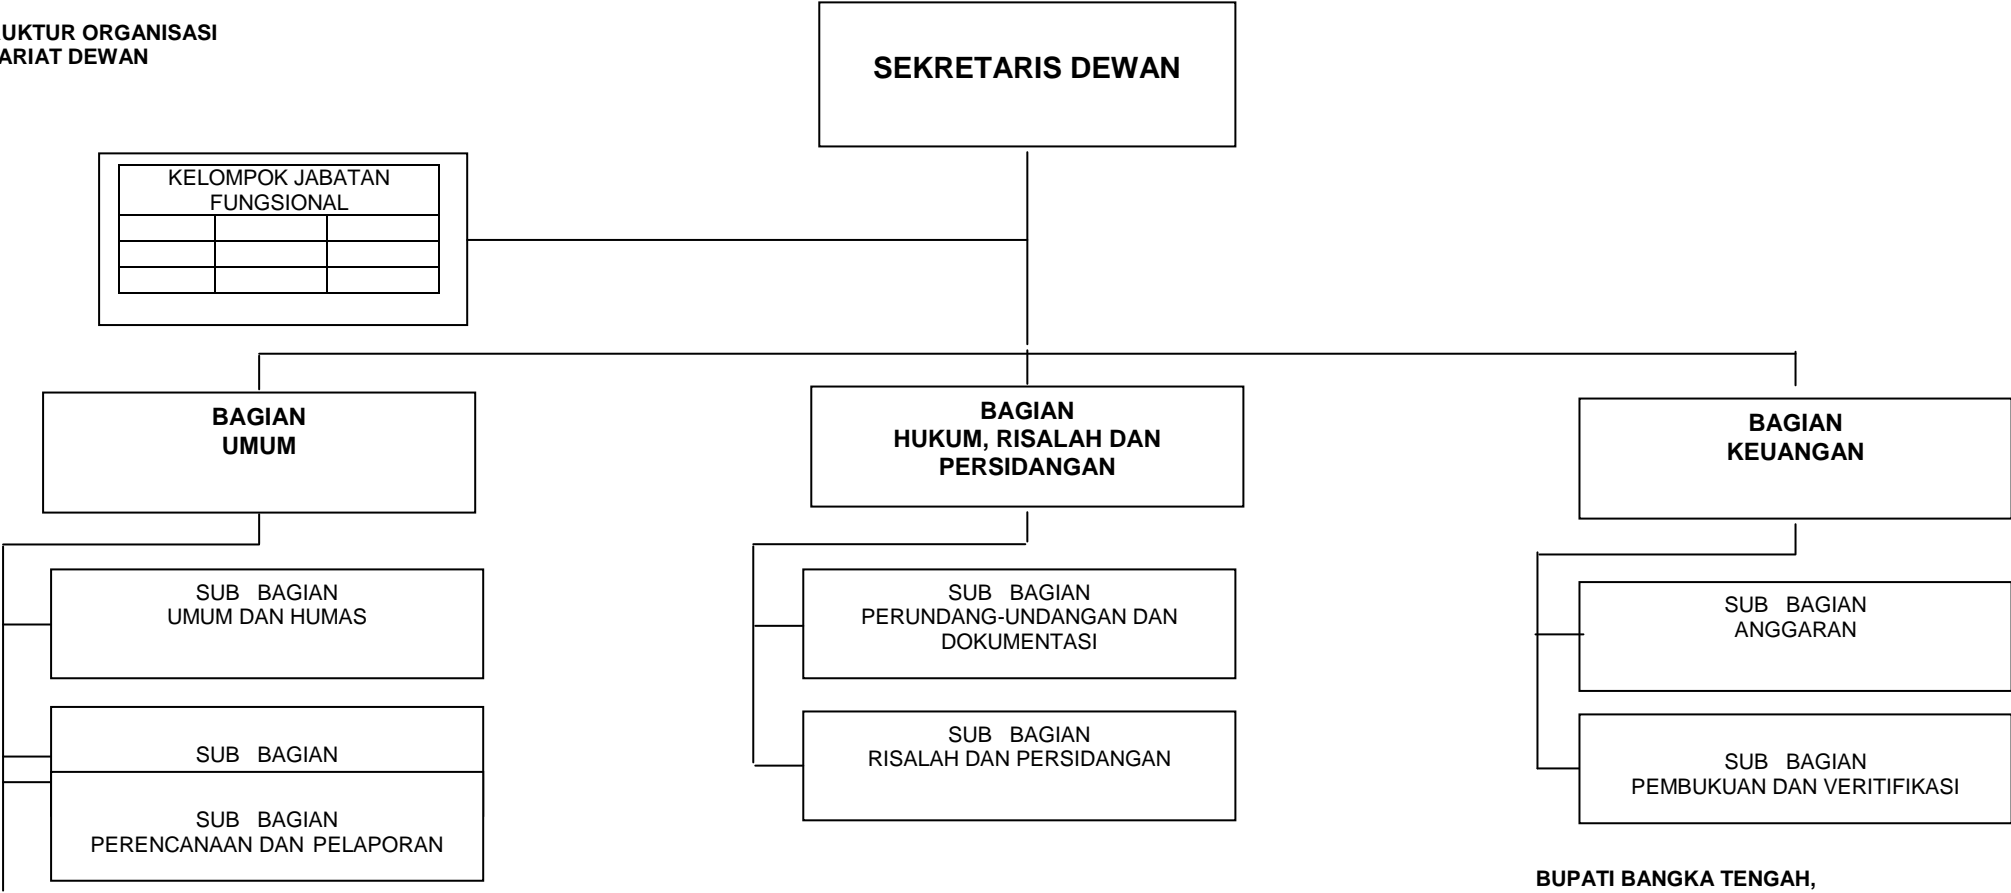 RUKTUR ORGANISASI
ARIAT DEWAN
SEKRETARIS DEWAN
KELOMPOK JABATAN
FUNGSIONAL
BAGIAN
UMUM
BAGIAN
HUKUM, RISALAH DAN
PERSIDANGAN
BAGIAN
KEUANGAN
SUB BAGIAN
UMUM DAN HUMAS
SUB BAGIAN
SUB BAGIAN
PERENCANAAN DAN PELAPORAN
SUB BAGIAN
PERUNDANG-UNDANGAN DAN
DOKUMENTASI
SUB BAGIAN
RISALAH DAN PERSIDANGAN
SUB BAGIAN
ANGGARAN
SUB BAGIAN
PEMBUKUAN DAN VERITIFIKASI
BUPATI BANGKA TENGAH,